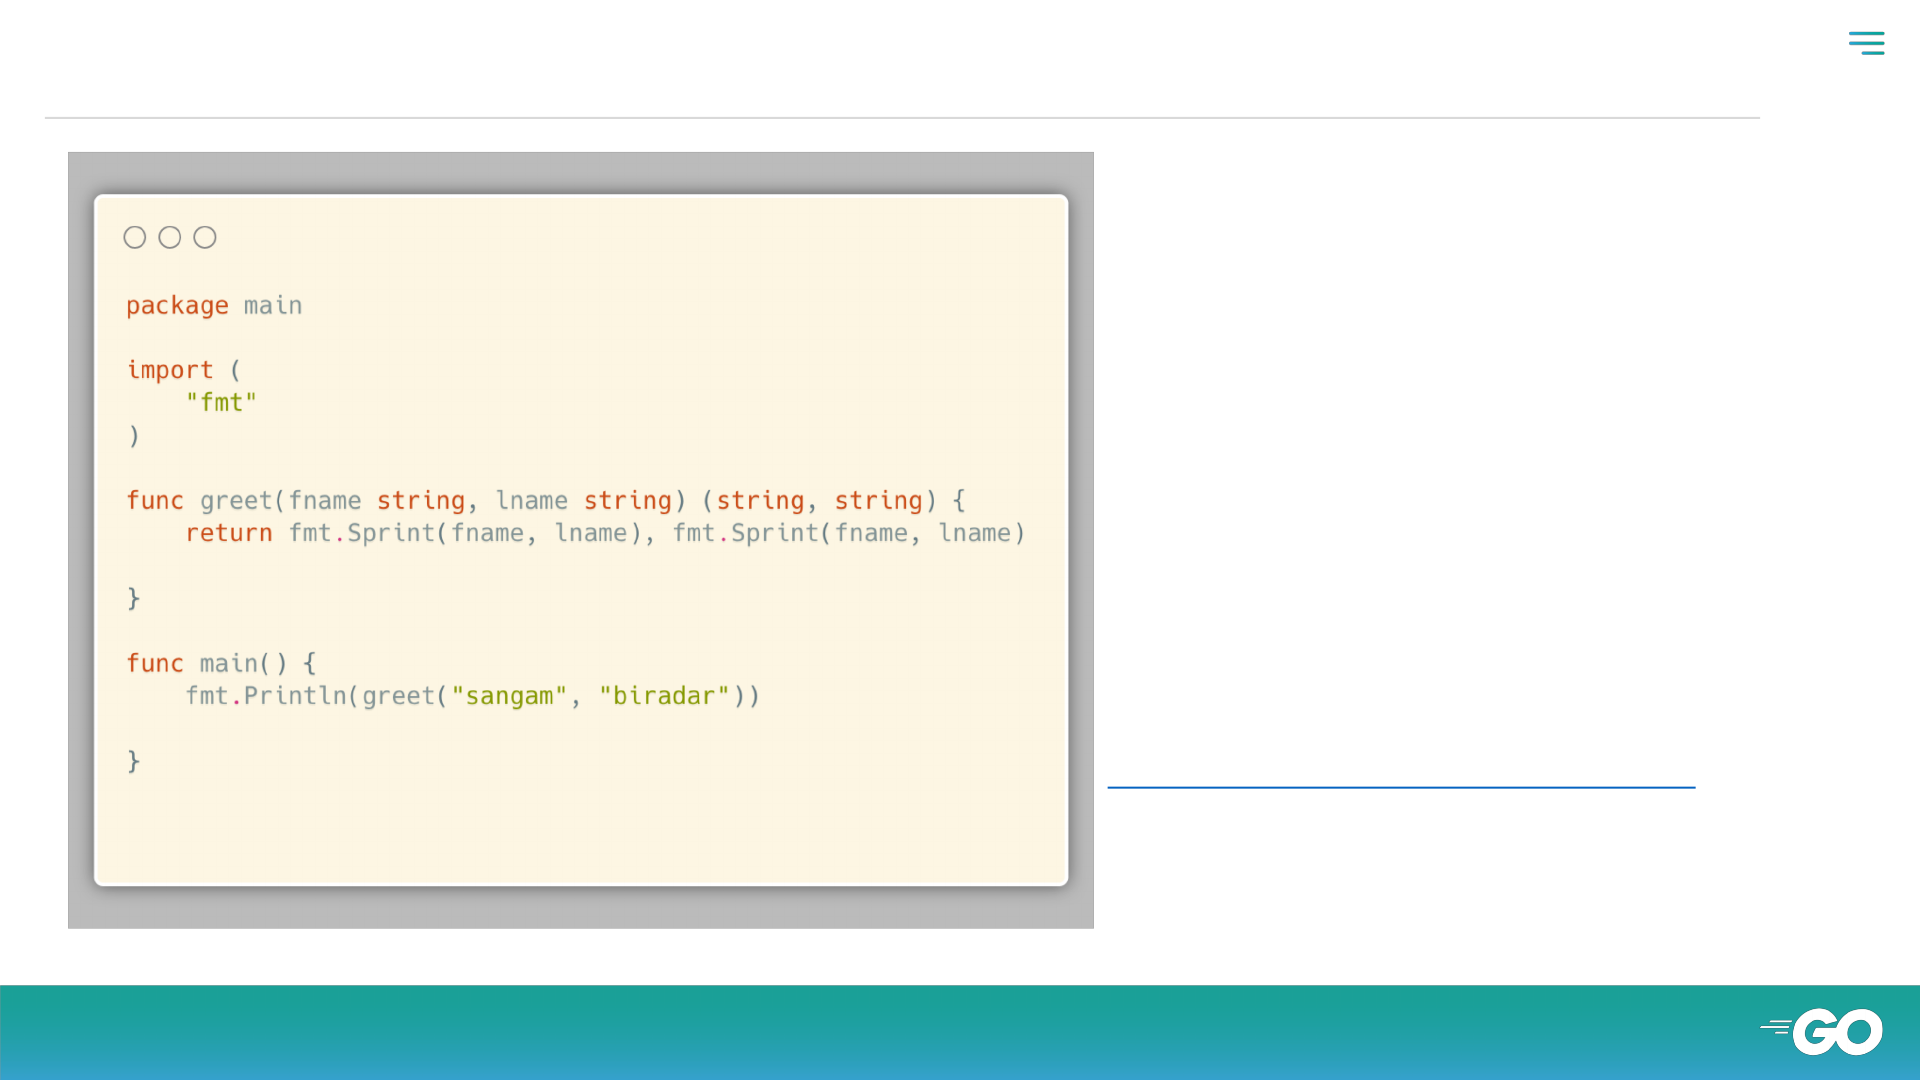 package main
import (
"fmt"
)
func greet(fname string, lname string) (string, string) {
return fmt.Sprint(fname, lname), fmt.Sprint(fname, lname)
}
func main() {
fmt.Println(greet("sangam", "biradar"))
}
GO